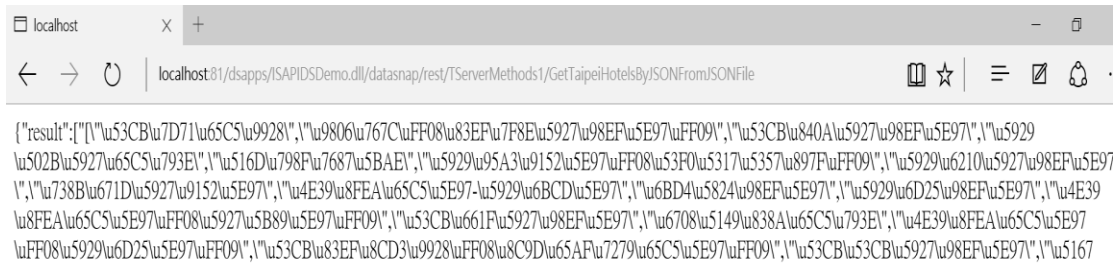 localhost
localhost:81/dsapps/ISAPIDSDemo.dll/datasnap/rest/TServerMethods1/GetTaipeiHotelsByJSONFromJSONFile
{"result":["[\"\u53CB\u7D71\u65C5\u9928\",\"\u9806\u767C\uFF08\u83EF\u7F8E\u5927\u98EF\u5E97\uFF09\",\"\u53CB\u840A\u5927\u98EF\u5E97\",\"\u5929
\u502B\u5927\u65C5\u793E\",\"\u516D\u798F\u7687\u5BAE\",\"\u5929\u95A3\u9152\u5E97\uFF08\u53F0\u5317\u5357\u897F\uFF09\",\"\u5929\u6210\u5927\u98EF\u5E97
\",\"\u738B\u671D\u5927\u9152\u5E97\",\"\u4E39\u8FEA\u65C5\u5E97-\u5929\u6BCD\u5E97\",\"\u6BD4\u5824\u98EF\u5E97\",\"\u5929\u6D25\u98EF\u5E97\",\"\u4E39
\u8FEA\u65C5\u5E97\uFF08\u5927\u5B89\u5E97\uFF09\",\"\u53CB\u661F\u5927\u98EF\u5E97\",\"\u6708\u5149\u838A\u65C5\u793E\",\"\u4E39\u8FEA\u65C5\u5E97
\uFF08\u5929\u6D25\u5E97\uFF09\",\"\u53CB\u83EF\u8CD3\u9928\uFF08\u8C9D\u65AF\u7279\u65C5\u5E97\uFF09\",\"\u53CB\u53CB\u5927\u98EF\u5E97\",\"\u5167